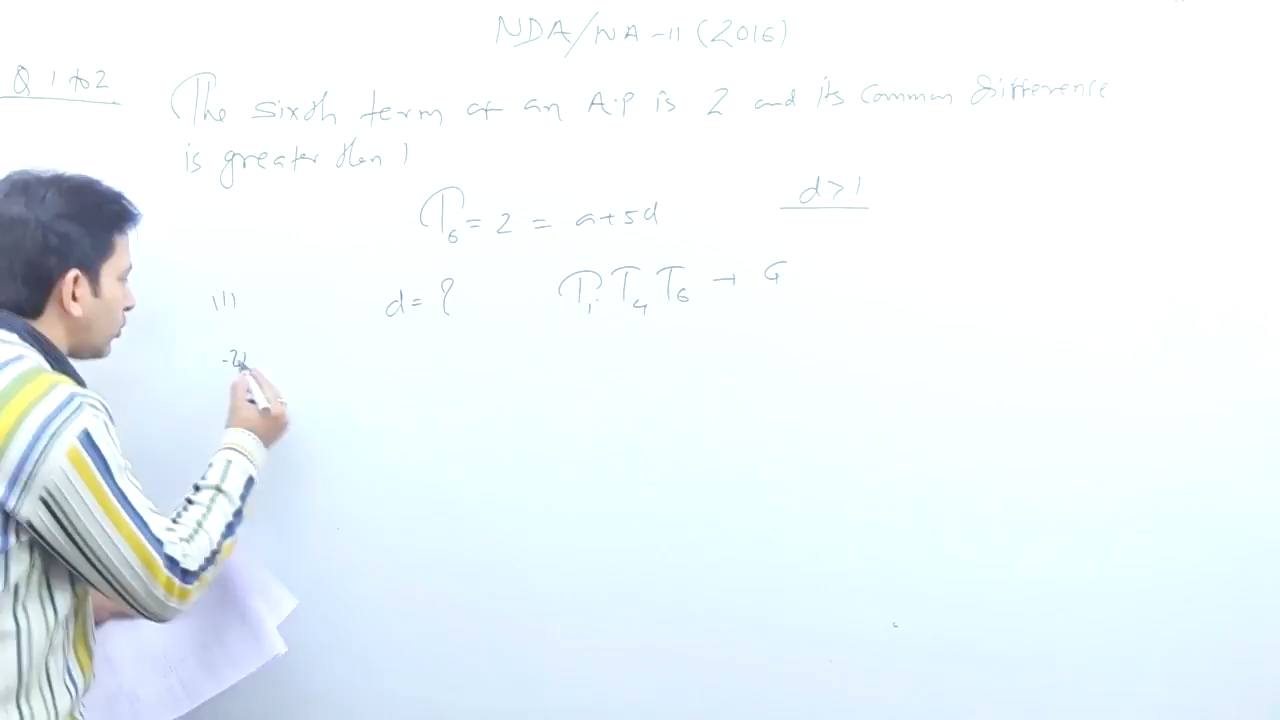 NDA/NA-II (2016)
Q 1 to 2
The sixth term of an A.P is 2 and its Common difference
is greater then 1
d>1
T₆ = 2 = a+5d
d = ? T₁ T₄ T₆ → G